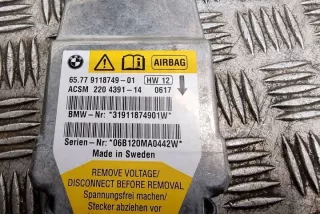 BMW
AIRBAG
65.77 9118749-01 HW 12
ACSM 220 4391-14 0617
BMW-Nr: *31911874901W*
Serien-Nr: *06B120MA0442W*
Made in Sweden
REMOVE VOLTAGE/
DISCONNECT BEFORE REMOVAL
Spannungsfrei machen/
Stecker abziehen vor